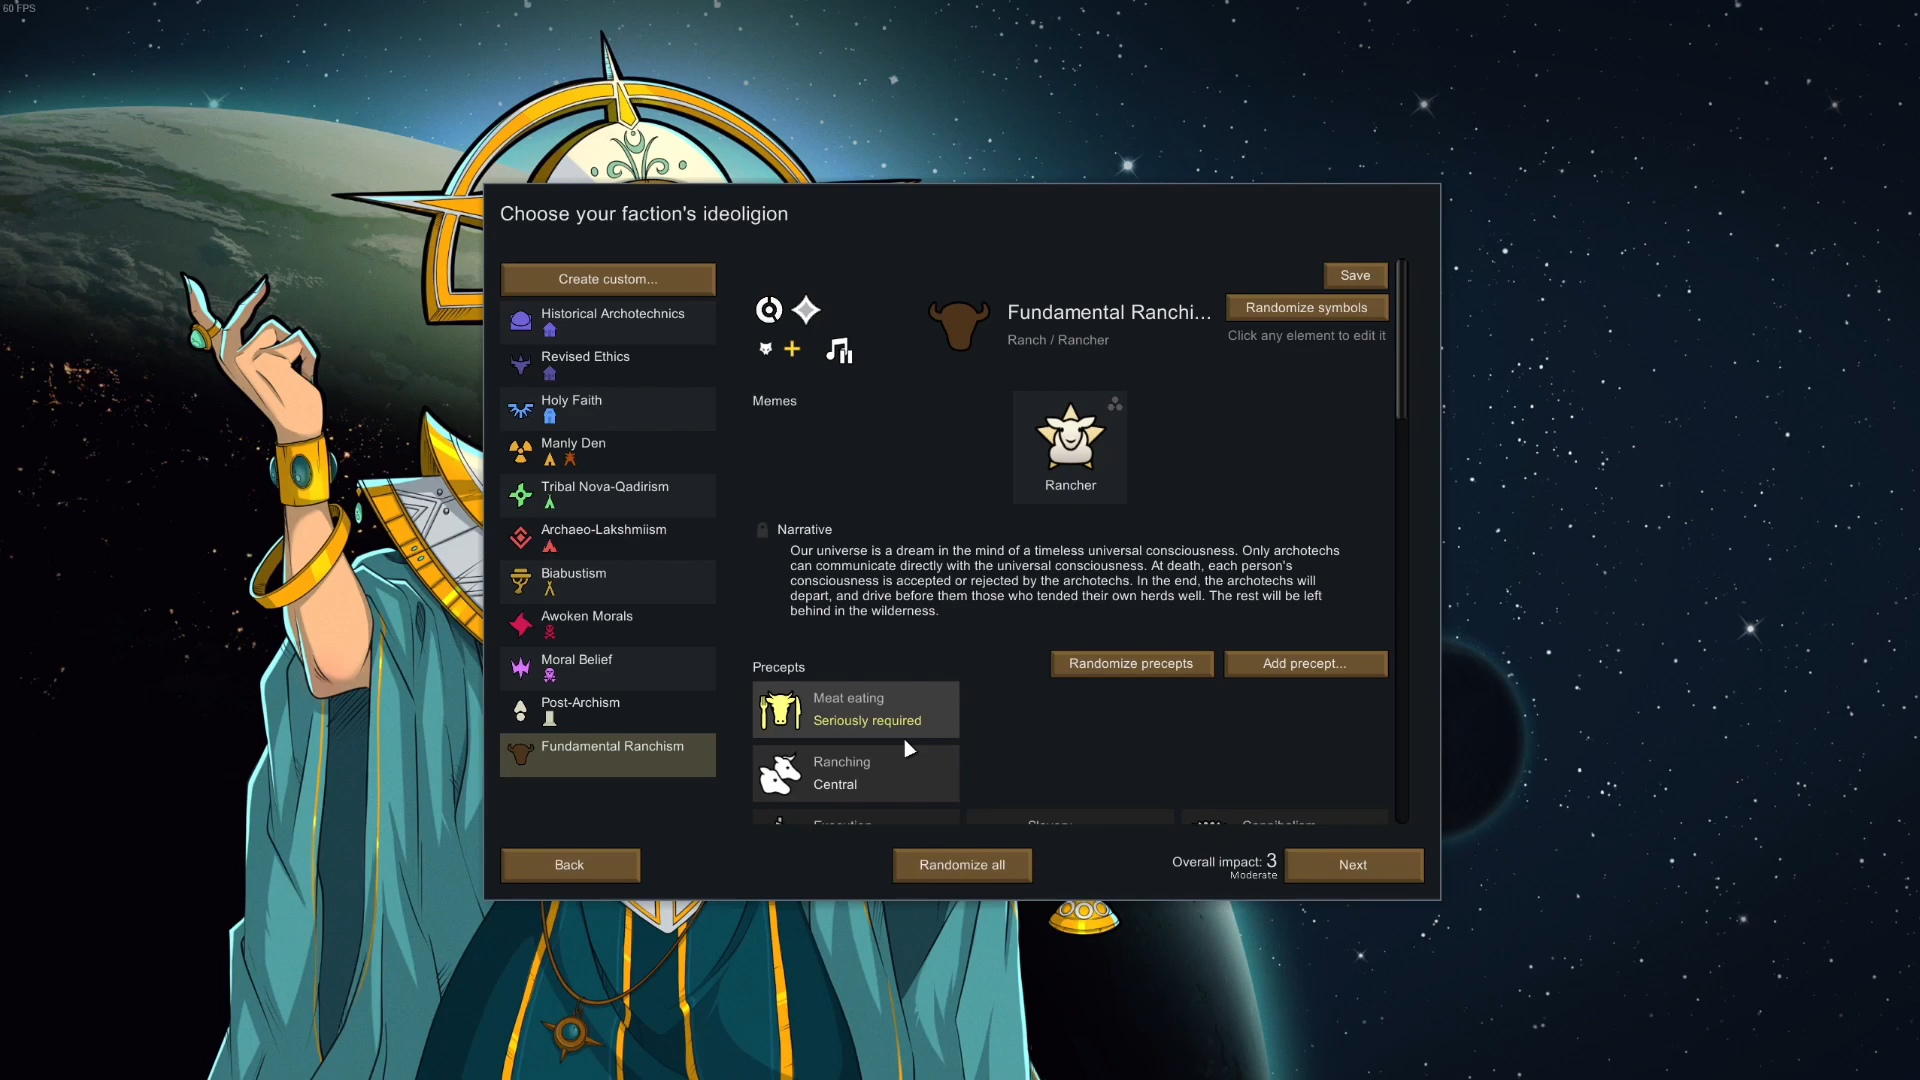 60 FPS
Choose your faction's ideoligion
Create custom...
Historical Archotechnics
Revised Ethics
Holy Faith
Manly Den
Tribal Nova-Qadirism
Archaeo-Lakshmiism
Biabustism
Awoken Morals
Moral Belief
Post-Archism
Fundamental Ranchism
Save
Fundamental Ranchi...
Randomize symbols
Ranch / Rancher
Click any element to edit it
Memes
Rancher
Narrative
Our universe is a dream in the mind of a timeless universal consciousness. Only archotechs
can communicate directly with the universal consciousness. At death, each person's
consciousness is accepted or rejected by the archotechs. In the end, the archotechs will
depart, and drive before them those who tended their own herds well. The rest will be left
behind in the wilderness.
Precepts
Randomize precepts
Add precept...
Meat eating
Seriously required
Ranching
Central
Execution
Slavery
Cannibalism
Back
Randomize all
Overall impact: 3
Moderate
Next